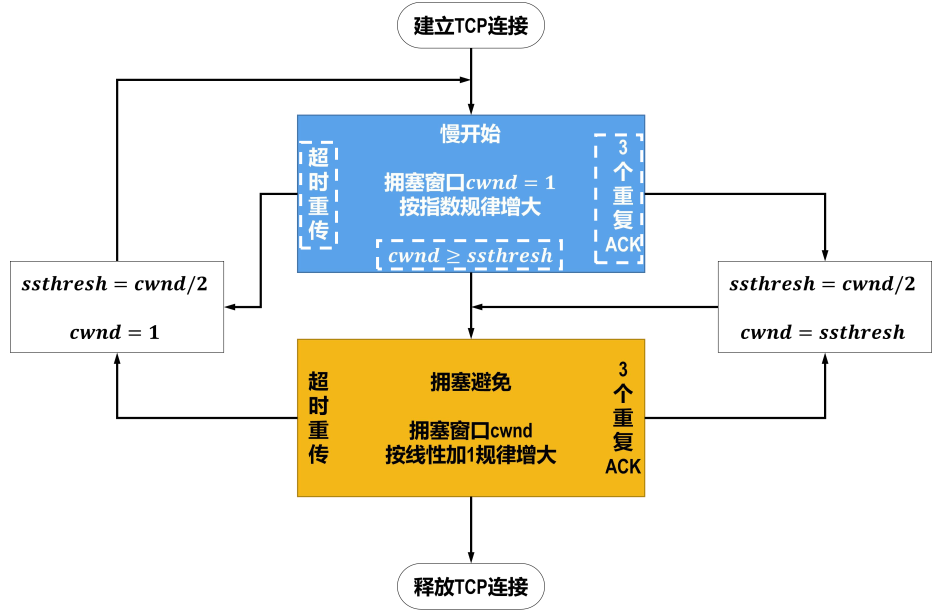 建立TCP连接
慢开始
超时重传
拥塞窗口cwnd = 1
按指数规律增大
3个重复ACK
cwnd ≥ ssthresh
ssthresh = cwnd/2
cwnd = 1
ssthresh = cwnd/2
cwnd = ssthresh
超时重传
拥塞避免
拥塞窗口cwnd
按线性加1规律增大
3个重复ACK
释放TCP连接